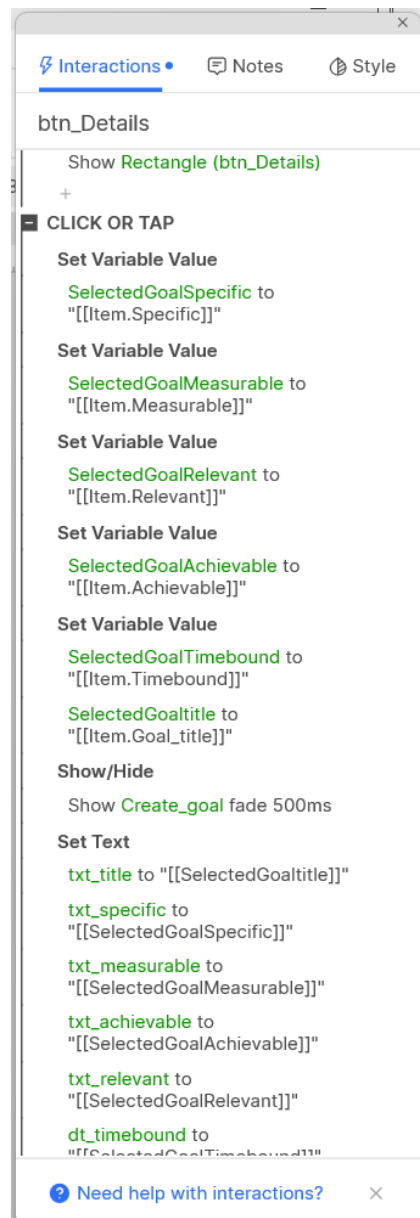 Interactions
Notes
Style
btn_Details
Show Rectangle (btn_Details)
CLICK OR TAP
Set Variable Value
SelectedGoalSpecific to
"[[Item.Specific]]"
Set Variable Value
SelectedGoalMeasurable to
"[[Item.Measurable]]"
Set Variable Value
SelectedGoalRelevant to
"[[Item.Relevant]]"
Set Variable Value
SelectedGoalAchievable to
"[[Item.Achievable]]"
Set Variable Value
SelectedGoalTimebound to
"[[Item.Timebound]]"
SelectedGoaltitle to
"[[Item.Goal_title]]"
Show/Hide
Show Create_goal fade 500ms
Set Text
txt_title to "[[SelectedGoaltitle]]"
txt_specific to
"[[SelectedGoalSpecific]]"
txt_measurable to
"[[SelectedGoalMeasurable]]"
txt_achievable to
"[[SelectedGoalAchievable]]"
txt_relevant to
"[[SelectedGoalRelevant]]"
dt_timebound to
"[[SelectedGoalTimebound]]"
Need help with interactions?